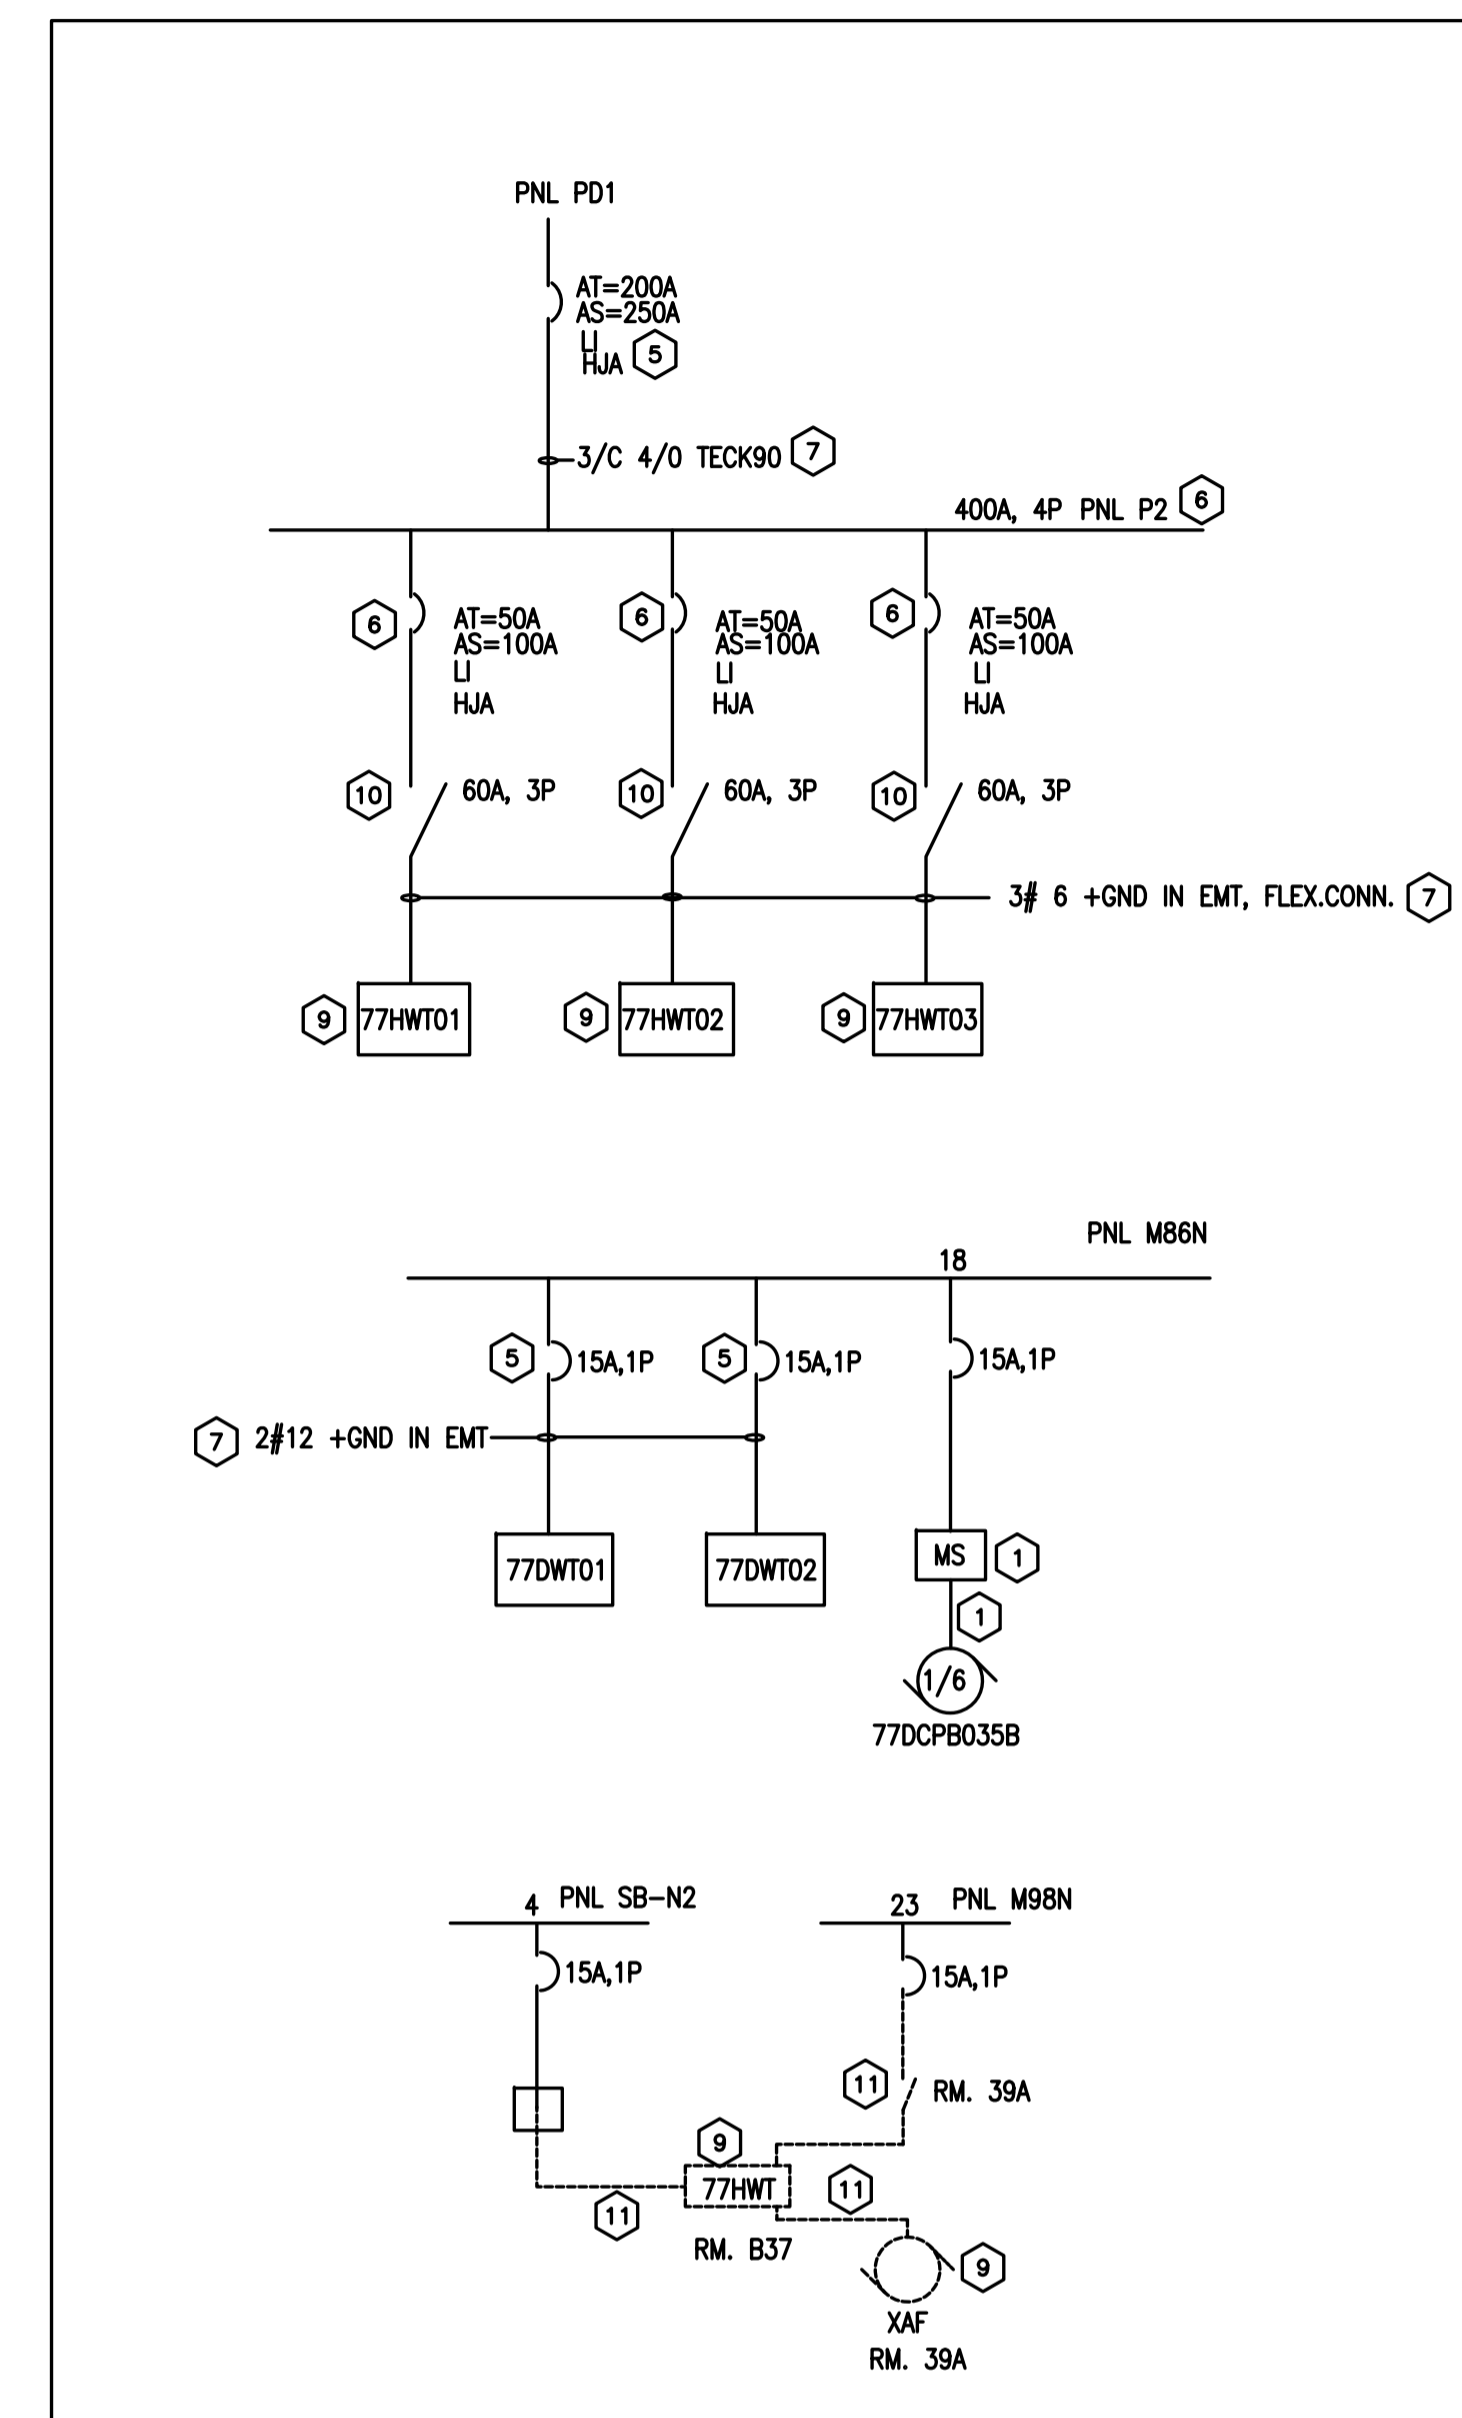 PNL PD1
AT=200A
AS=250A
LI
HJA 5
3/C 4/0 TECK90 7
400A, 4P PNL P2 6
6 AT=50A
AS=100A
LI
HJA
6 AT=50A
AS=100A
LI
HJA
6 AT=50A
AS=100A
LI
HJA
10 60A, 3P
10 60A, 3P
10 60A, 3P
3# 6 +GND IN EMT, FLEX.CONN. 7
9 77HWT01
9 77HWT02
9 77HWT03
PNL M86N
18
5 15A,1P
5 15A,1P
15A,1P
7 2#12 +GND IN EMT
77DWT01
77DWT02
MS 1
1
1/6
77DCPB035B
4 PNL SB-N2
15A,1P
23 PNL M98N
15A,1P
11 RM. 39A
9
77HWT
11
11
RM. B37
9
XAF
RM. 39A